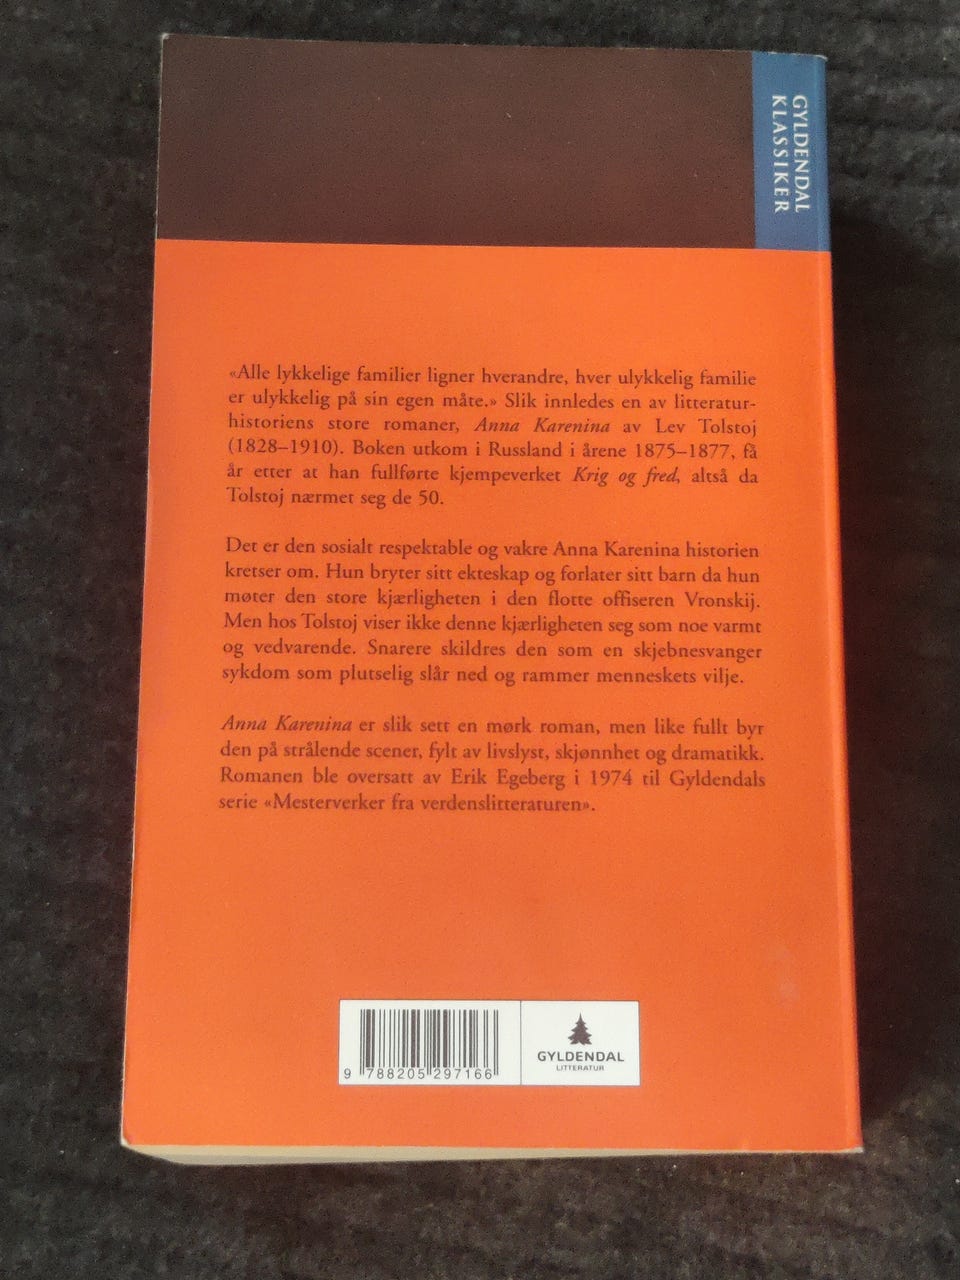 GYLDENDAL
KLASSIKER
«Alle lykkelige familier ligner hverandre, hver ulykkelig familie
er ulykkelig på sin egen måte.» Slik innledes en av litteratur-
historiens store romaner, Anna Karenina av Lev Tolstoj
(1828–1910). Boken utkom i Russland i årene 1875–1877, få
år etter at han fullførte kjempeverket Krig og fred, altså da
Tolstoj nærmet seg de 50.
Det er den sosialt respektable og vakre Anna Karenina historien
kretser om. Hun bryter sitt ekteskap og forlater sitt barn da hun
møter den store kjærligheten i den flotte offiseren Vronskij.
Men hos Tolstoj viser ikke denne kjærligheten seg som noe varmt
og vedvarende. Snarere skildres den som en skjebnesvanger
sykdom som plutselig slår ned og rammer menneskets vilje.
Anna Karenina er slik sett en mørk roman, men like fullt byr
den på strålende scener, fylt av livslyst, skjønnhet og dramatikk.
Romanen ble oversatt av Erik Egeberg i 1974 til Gyldendals
serie «Mesterverker fra verdenslitteraturen».
9 788205 297166
GYLDENDAL
LITTERATUR